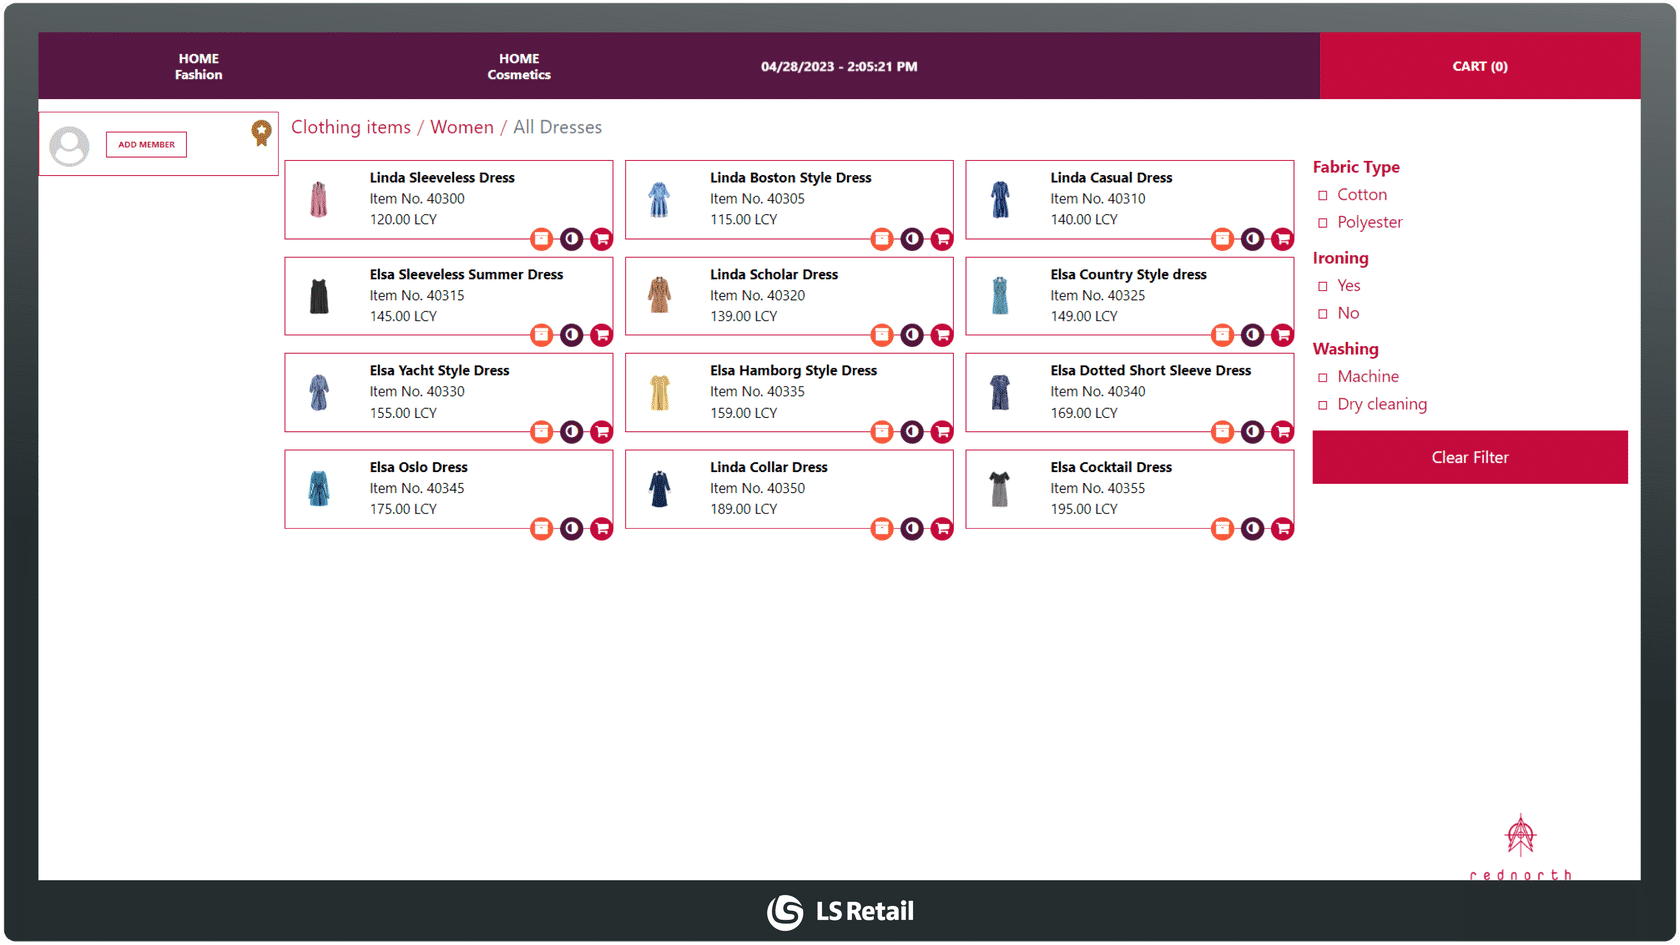 HOME
Fashion
HOME
Cosmetics
04/28/2023 - 2:05:21 PM
CART (0)
ADD MEMBER
Clothing items / Women / All Dresses
Linda Sleeveless Dress
Item No. 40300
120.00 LCY
Linda Boston Style Dress
Item No. 40305
115.00 LCY
Linda Casual Dress
Item No. 40310
140.00 LCY
Elsa Sleeveless Summer Dress
Item No. 40315
145.00 LCY
Linda Scholar Dress
Item No. 40320
139.00 LCY
Elsa Country Style dress
Item No. 40325
149.00 LCY
Elsa Yacht Style Dress
Item No. 40330
155.00 LCY
Elsa Hamborg Style Dress
Item No. 40335
159.00 LCY
Elsa Dotted Short Sleeve Dress
Item No. 40340
169.00 LCY
Elsa Oslo Dress
Item No. 40345
175.00 LCY
Linda Collar Dress
Item No. 40350
189.00 LCY
Elsa Cocktail Dress
Item No. 40355
195.00 LCY
Fabric Type
Cotton
Polyester
Ironing
Yes
No
Washing
Machine
Dry cleaning
Clear Filter
rednorth
LS Retail